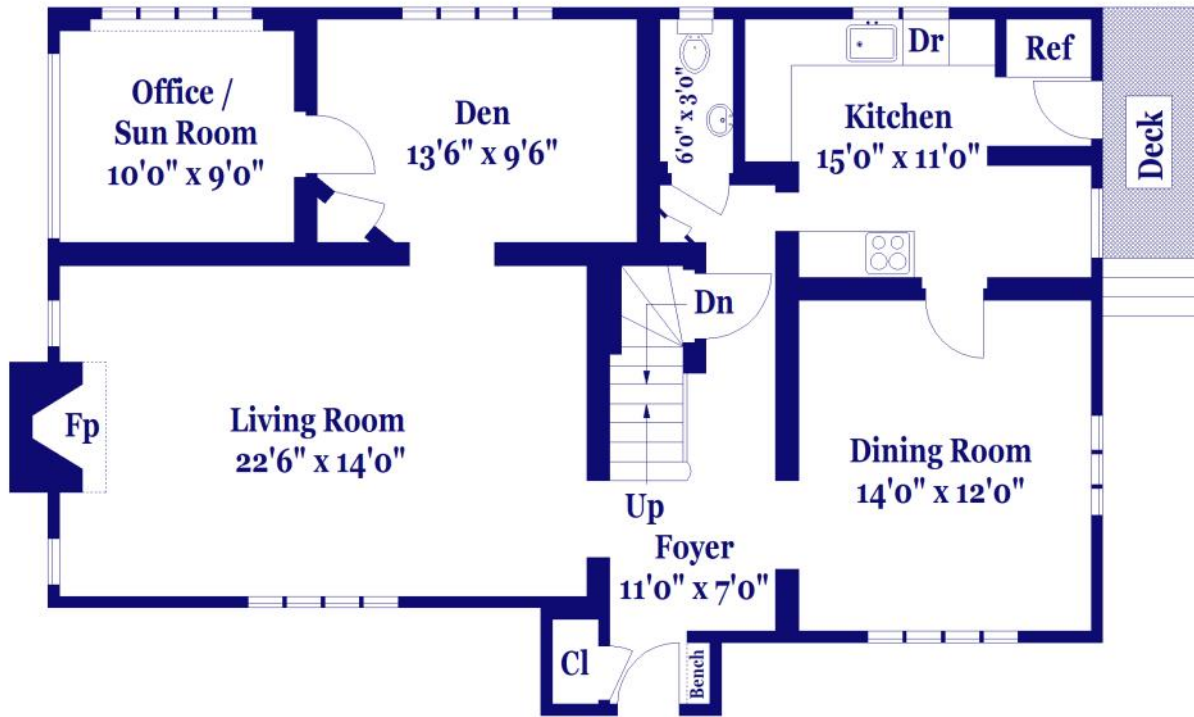 Office /
Sun Room
10'0" x 9'0"
Den
13'6" x 9'6"
6'0" x 3'0"
Dr
Ref
Kitchen
15'0" x 11'0"
Deck
Dn
Fp
Living Room
22'6" x 14'0"
Dining Room
14'0" x 12'0"
Up
Foyer
11'0" x 7'0"
Cl
Bench